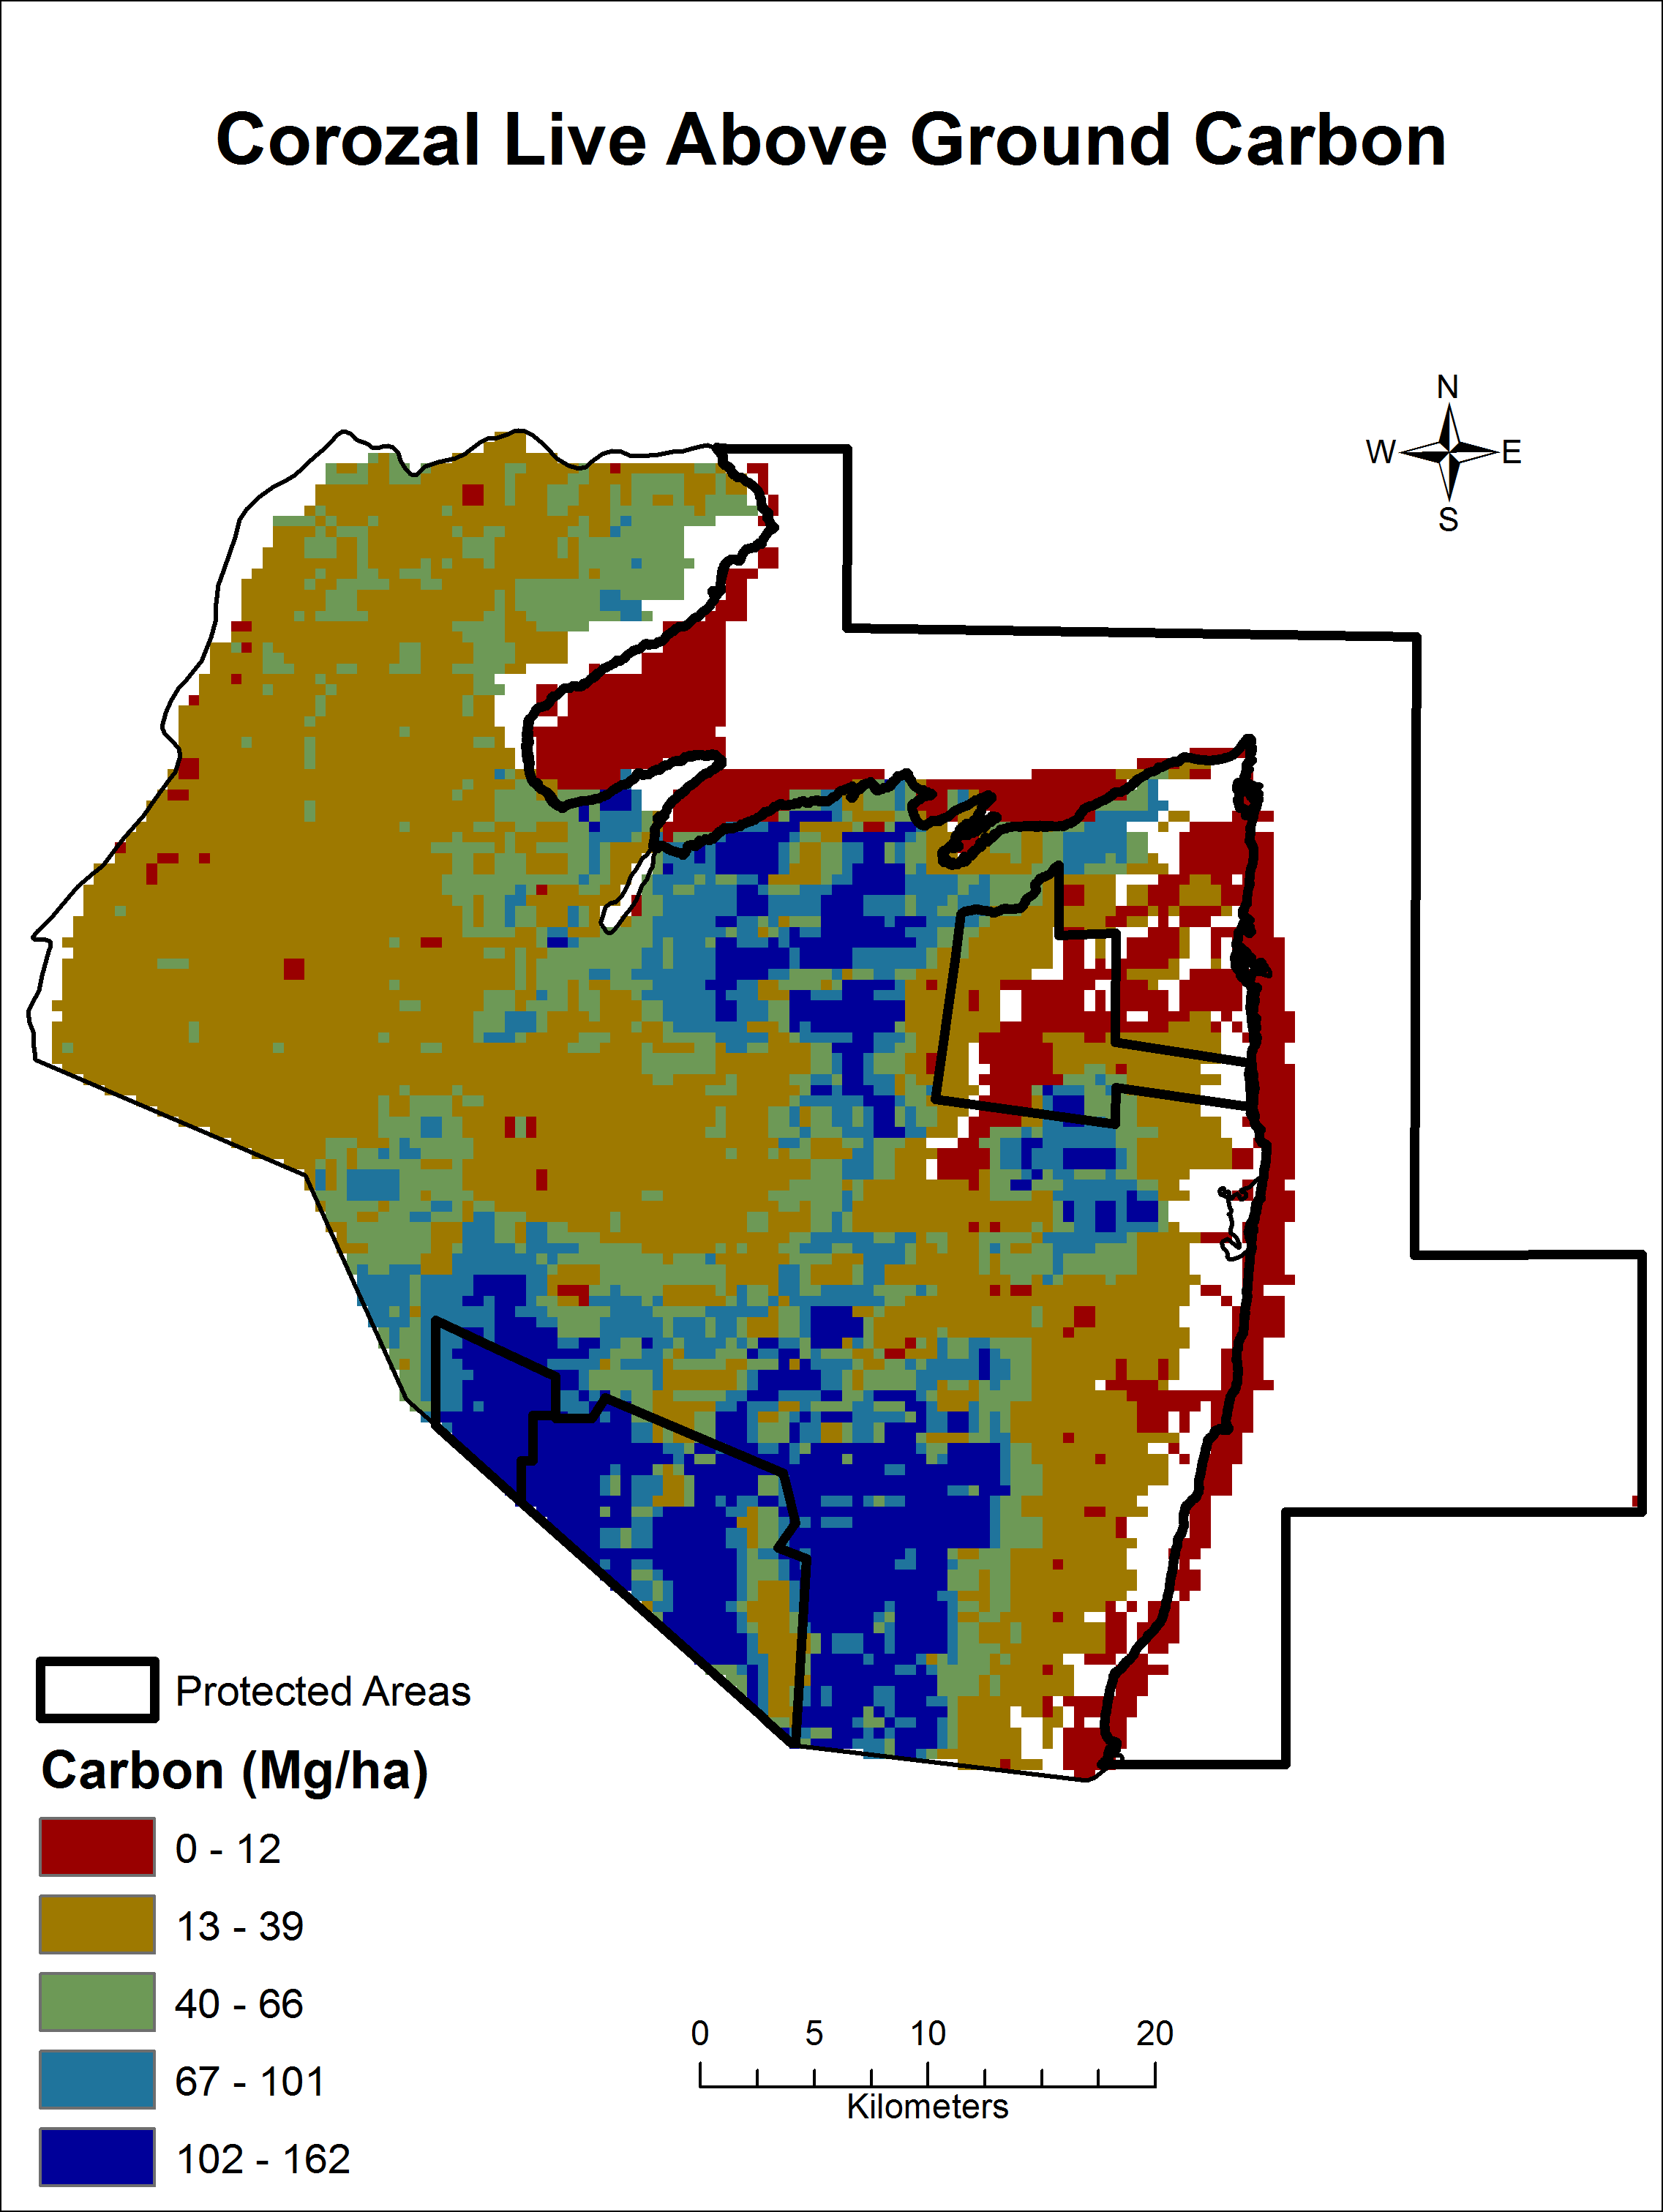 Corozal Live Above Ground Carbon
N
W E
S
Protected Areas
Carbon (Mg/ha)
0 - 12
13 - 39
40 - 66
67 - 101
102 - 162
0 5 10 20
Kilometers